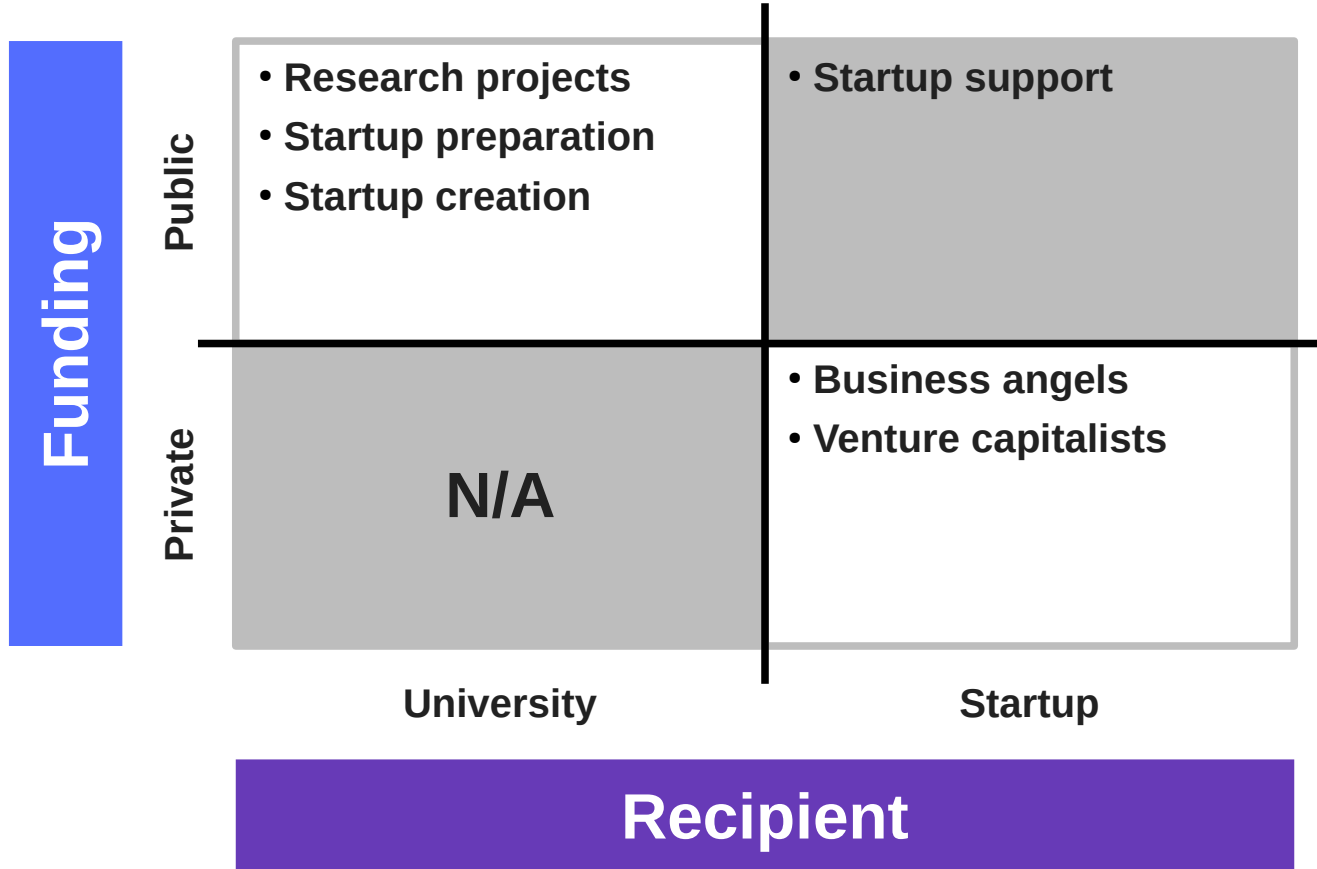 Funding
Public
• Research projects
• Startup preparation
• Startup creation
• Startup support
Private
N/A
• Business angels
• Venture capitalists
University
Startup
Recipient